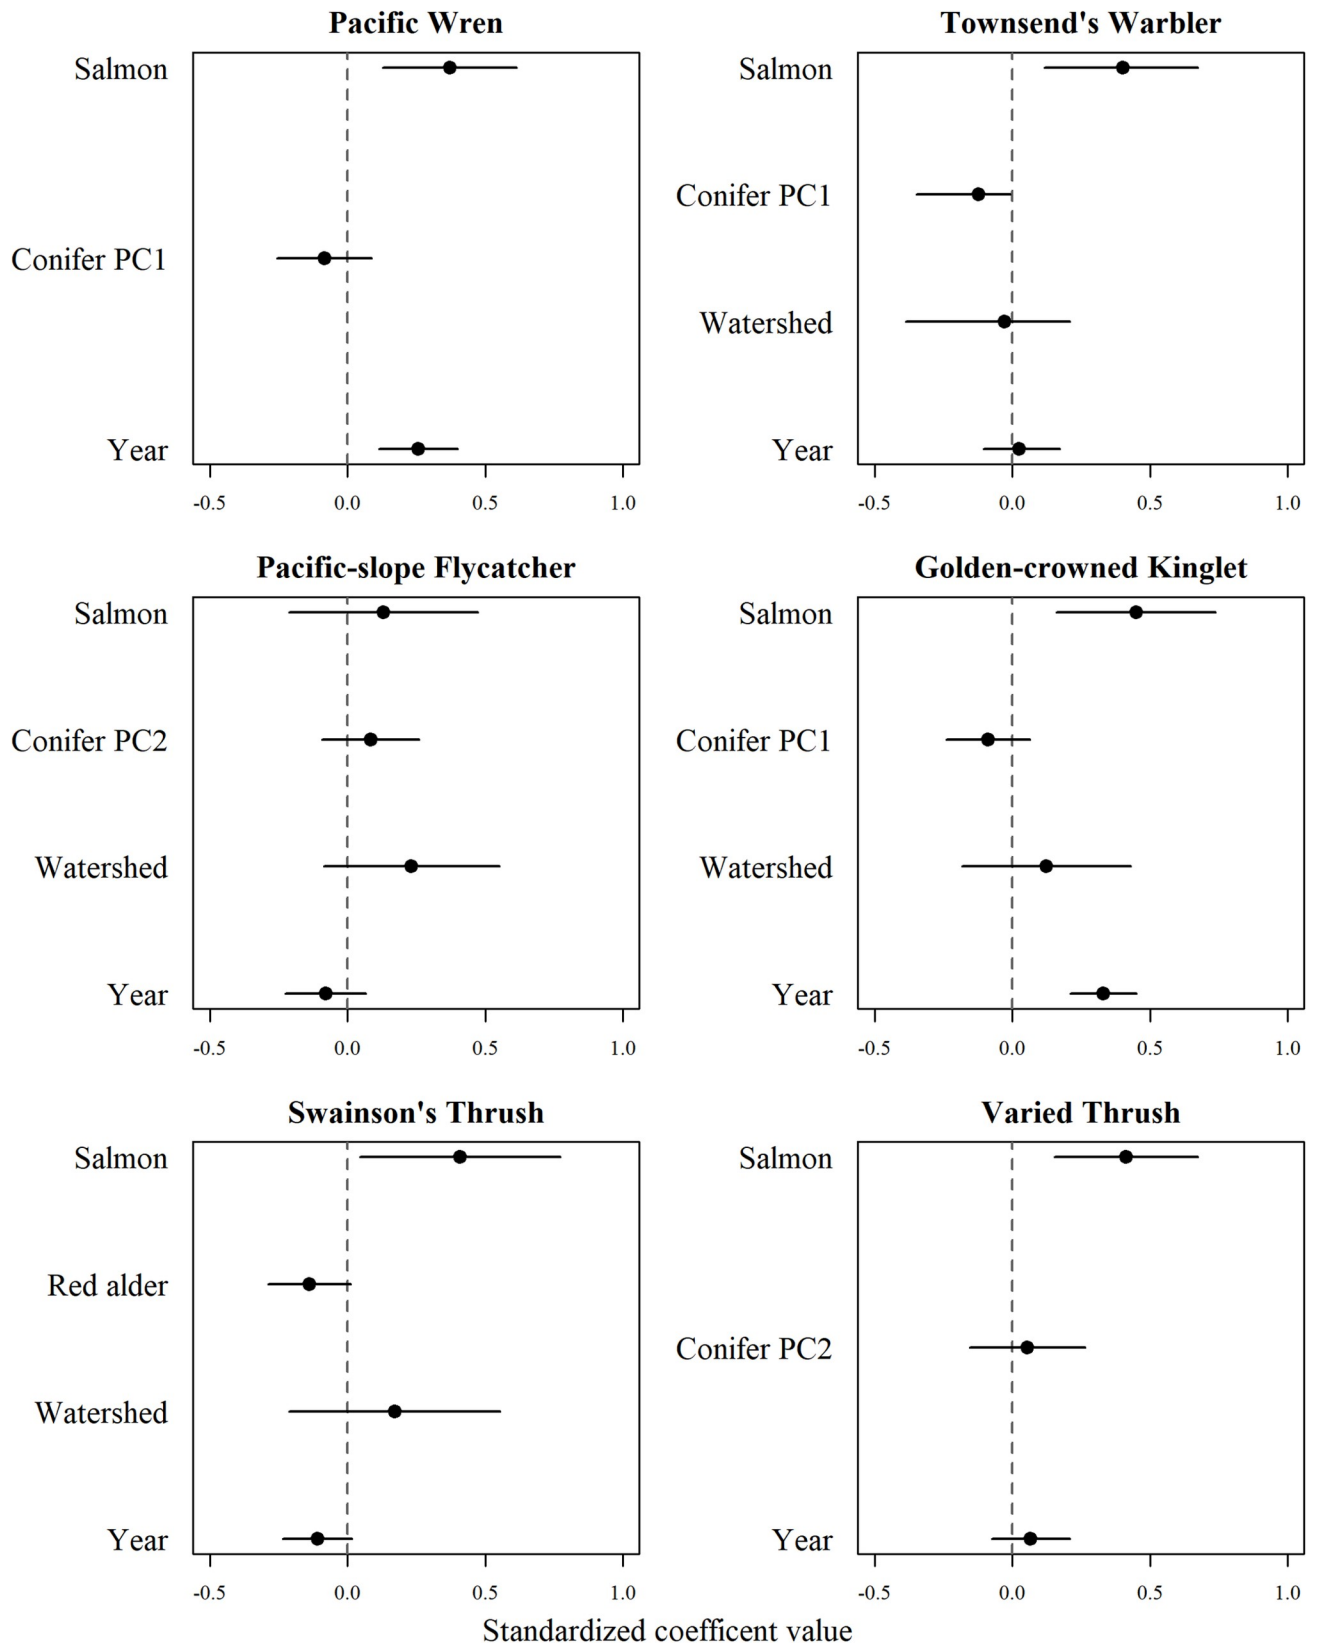 Pacific Wren
Salmon
Conifer PC1
Year
-0.5 0.0 0.5 1.0
Townsend's Warbler
Salmon
Conifer PC1
Watershed
Year
-0.5 0.0 0.5 1.0
Pacific-slope Flycatcher
Salmon
Conifer PC2
Watershed
Year
-0.5 0.0 0.5 1.0
Golden-crowned Kinglet
Salmon
Conifer PC1
Watershed
Year
-0.5 0.0 0.5 1.0
Swainson's Thrush
Salmon
Red alder
Watershed
Year
-0.5 0.0 0.5 1.0
Varied Thrush
Salmon
Conifer PC2
Year
-0.5 0.0 0.5 1.0
Standardized coefficent value